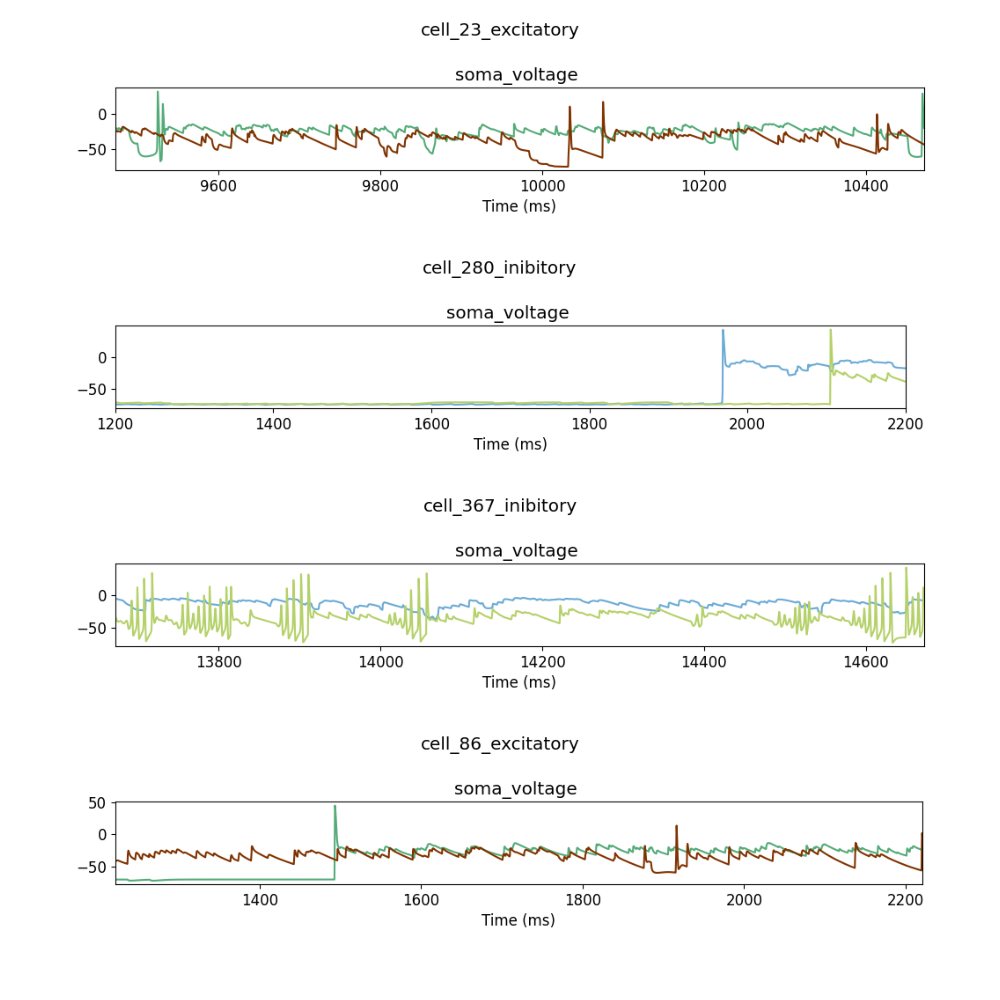 cell_23_excitatory
soma_voltage
0
−50
9600 9800 10000 10200 10400
Time (ms)
cell_280_inibitory
soma_voltage
0
−50
1200 1400 1600 1800 2000 2200
Time (ms)
cell_367_inibitory
soma_voltage
0
−50
13800 14000 14200 14400 14600
Time (ms)
cell_86_excitatory
soma_voltage
50
0
−50
1400 1600 1800 2000 2200
Time (ms)